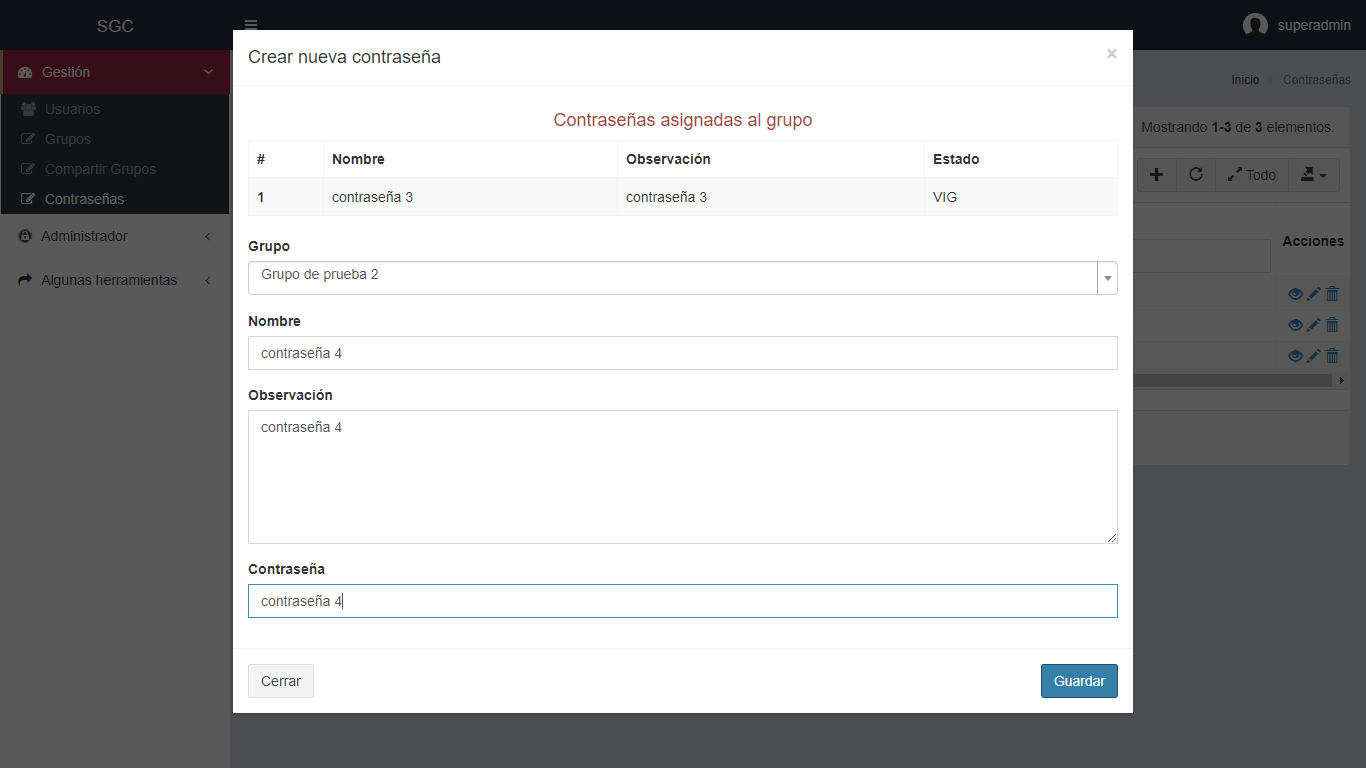 SGC
superadmin
Gestión
Usuarios
Grupos
Compartir Grupos
Contraseñas
Administrador
Algunas herramientas
Inicio Contraseñas
Mostrando 1-3 de 3 elementos.
Todo
Acciones
Crear nueva contraseña ×
Contraseñas asignadas al grupo
# Nombre Observación Estado
1 contraseña 3 contraseña 3 VIG
Grupo
Grupo de prueba 2
Nombre
contraseña 4
Observación
contraseña 4
Contraseña
contraseña 4
Cerrar Guardar